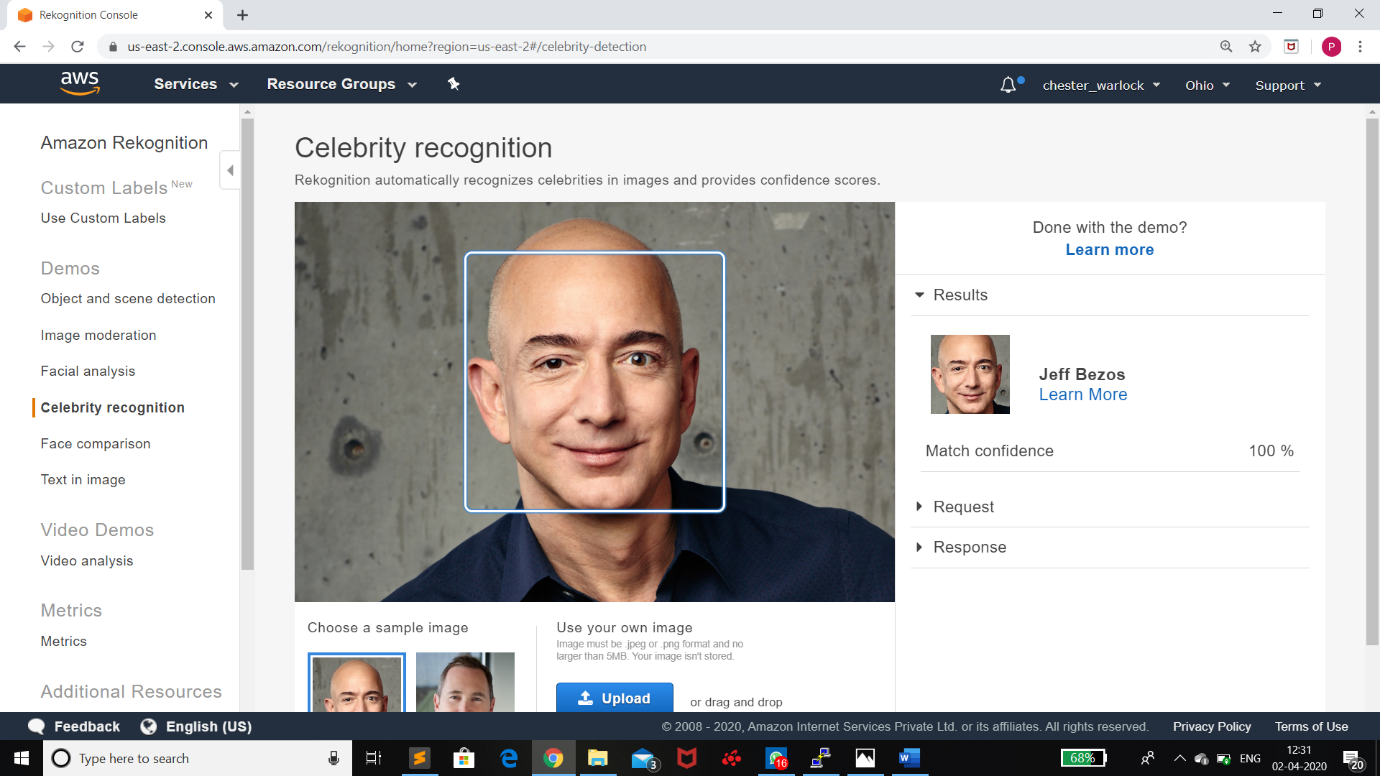 Rekognition Console
us-east-2.console.aws.amazon.com/rekognition/home?region=us-east-2#/celebrity-detection
P
aws
Services
Resource Groups
chester_warlock
Ohio
Support
Amazon Rekognition
Custom Labels New
Use Custom Labels
Demos
Object and scene detection
Image moderation
Facial analysis
Celebrity recognition
Face comparison
Text in image
Video Demos
Video analysis
Metrics
Metrics
Additional Resources
Celebrity recognition
Rekognition automatically recognizes celebrities in images and provides confidence scores.
Done with the demo?
Learn more
Results
Jeff Bezos
Learn More
Match confidence 100 %
Request
Response
Choose a sample image
Use your own image
Image must be .jpeg or .png format and no
larger than 5MB. Your image isn't stored.
Upload
or drag and drop
Feedback
English (US)
© 2008 - 2020, Amazon Internet Services Private Ltd. or its affiliates. All rights reserved.
Privacy Policy
Terms of Use
Type here to search
3
16
68%
ENG
12:31
02-04-2020
20